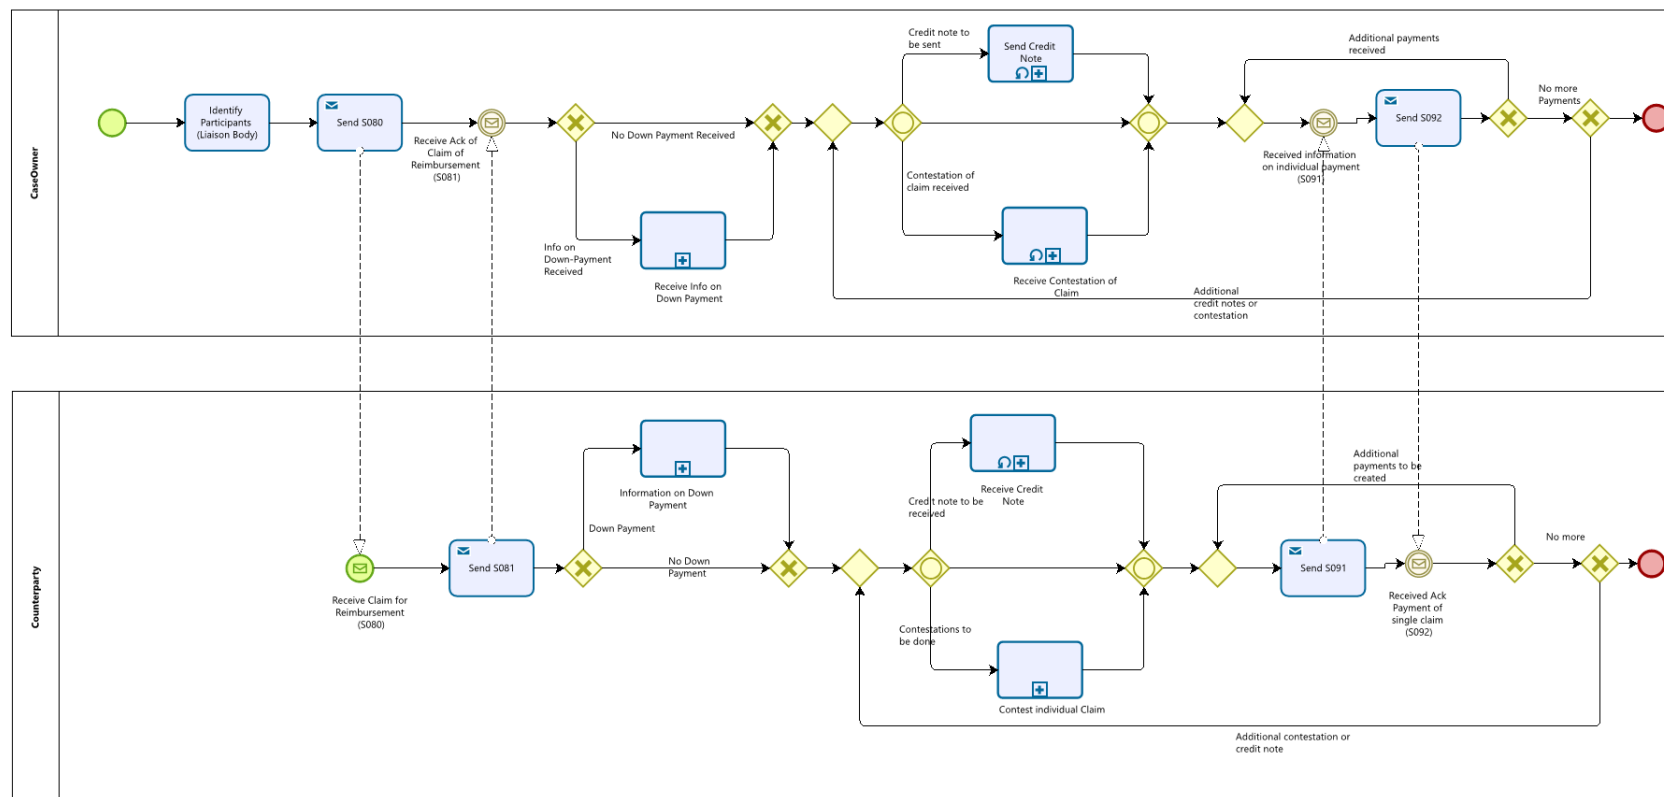 CaseOwner
Identify
Participants
(Liaison Body)
Send S080
Receive Ack of
Claim of
Reimbursement
(S081)
No Down Payment Received
Info on
Down-Payment
Received
Receive Info on
Down Payment
Credit note to
be sent
Send Credit
Note
Contestation of
claim received
Receive Contestation of
Claim
Additional payments
received
Received information
on individual payment
(S091)
Send S092
No more
Payments
Additional
credit notes or
contestation
Counterparty
Receive Claim for
Reimbursement
(S080)
Send S081
Information on Down
Payment
Down Payment
No Down
Payment
Credit note to be
received
Receive Credit
Note
Contestations to
be done
Contest individual Claim
Additional
payments to be
created
Send S091
Received Ack
Payment of
single claim
(S092)
No more
Additional contestation or
credit note